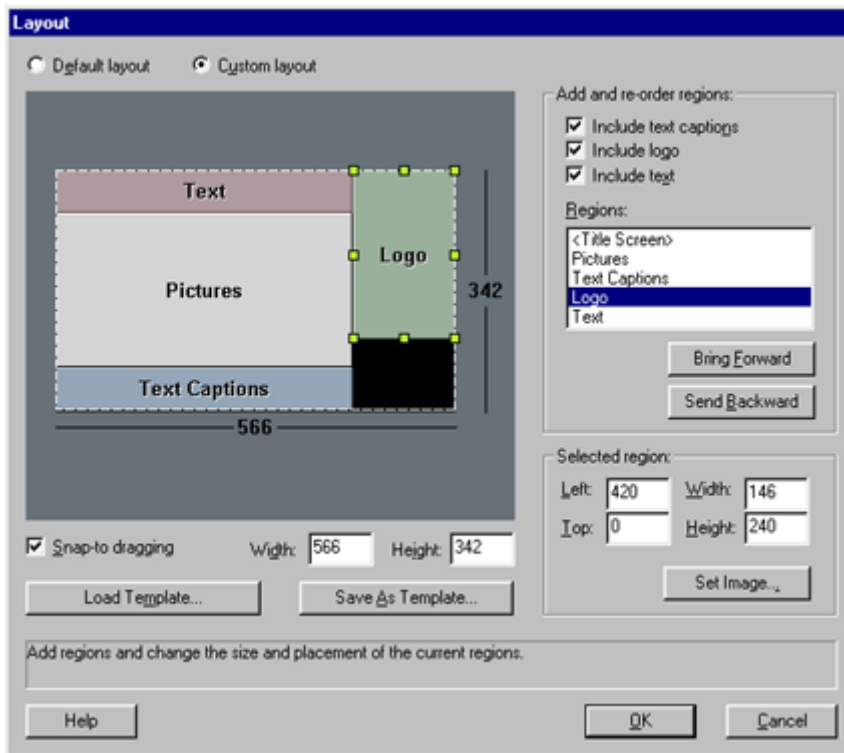 Layout
Default layout Custom layout
Text
Logo
Pictures
342
Text Captions
566
Snap-to dragging Width: 566 Height: 342
Load Template... Save As Template...
Add and re-order regions:
Include text captions
Include logo
Include text
Regions:
<Title Screen>
Pictures
Text Captions
Logo
Text
Bring Forward
Send Backward
Selected region:
Left: 420 Width: 146
Top: 0 Height: 240
Set Image...
Add regions and change the size and placement of the current regions.
Help OK Cancel